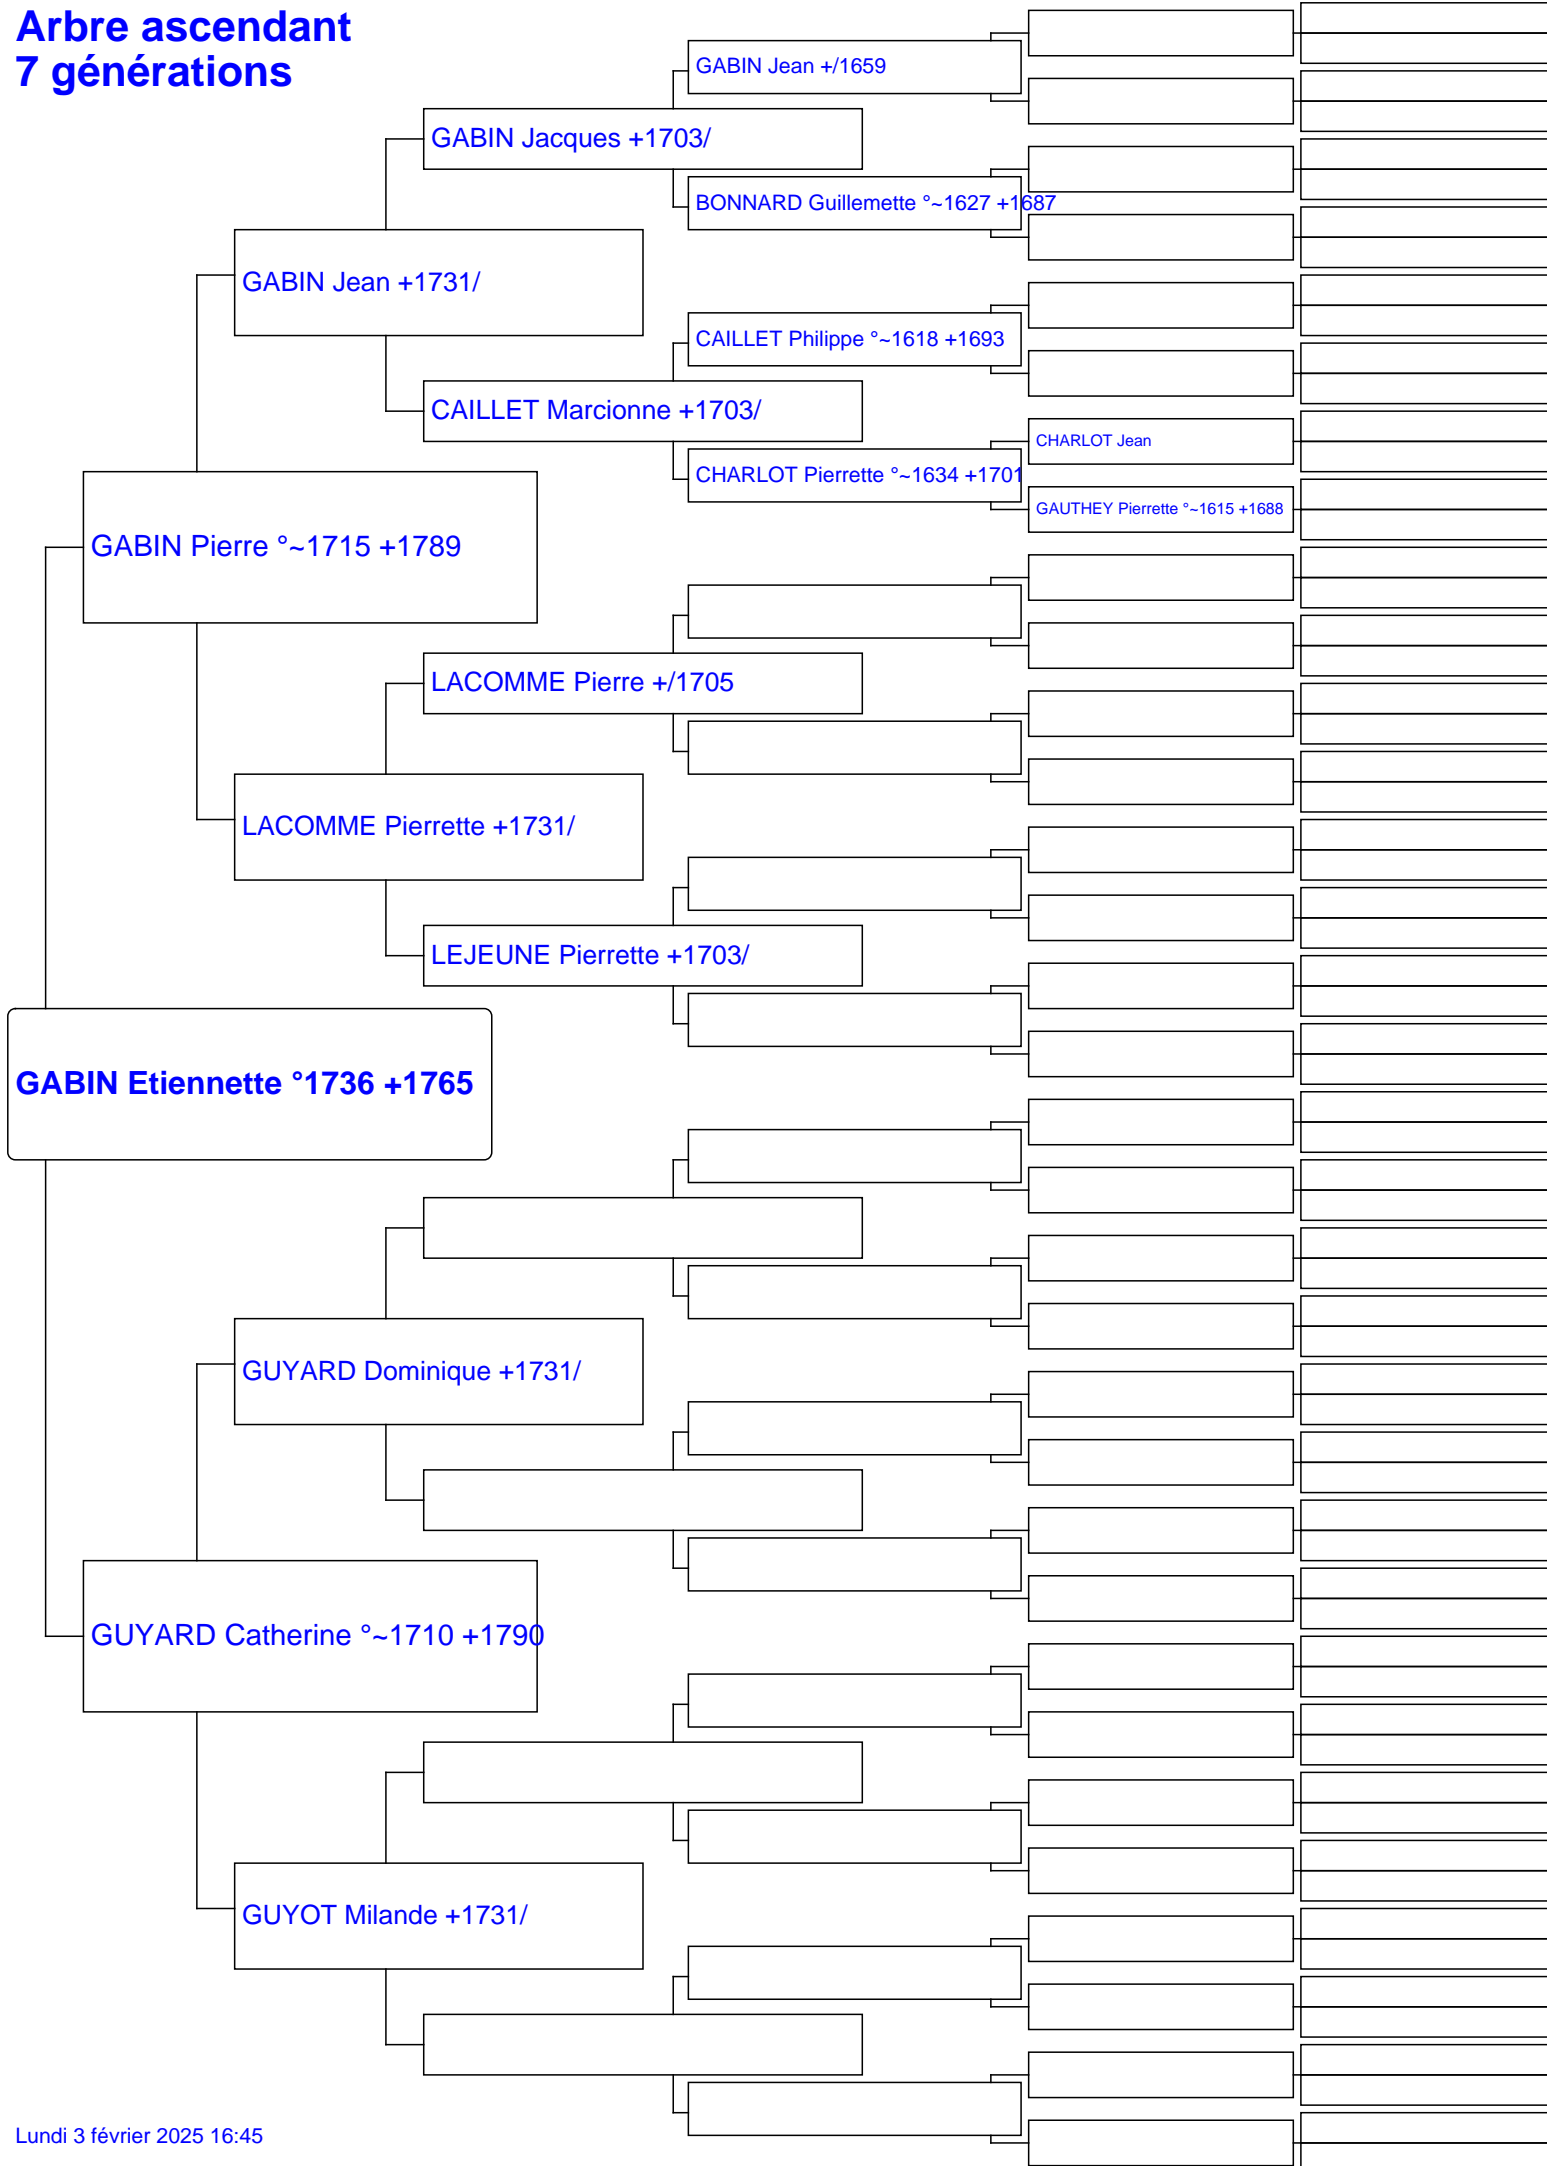 Arbre ascendant
7 générations
GABIN Jean +/1659
GABIN Jacques +1703/
BONNARD Guillemette °~1627 +1687
GABIN Jean +1731/
CAILLET Philippe °~1618 +1693
CAILLET Marcionne +1703/
CHARLOT Jean
CHARLOT Pierrette °~1634 +1701
GAUTHEY Pierrette °~1615 +1688
GABIN Pierre °~1715 +1789
LACOMME Pierre +/1705
LACOMME Pierrette +1731/
LEJEUNE Pierrette +1703/
GABIN Etiennette °1736 +1765
GUYARD Dominique +1731/
GUYARD Catherine °~1710 +1790
GUYOT Milande +1731/
Lundi 3 février 2025 16:45